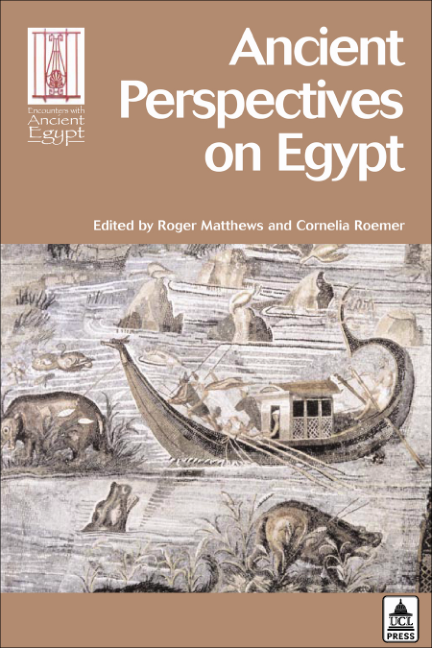 Ancient
Perspectives
on Egypt
Encounters with
Ancient
Egypt
Edited by Roger Matthews and Cornelia Roemer
UCL
PRESS